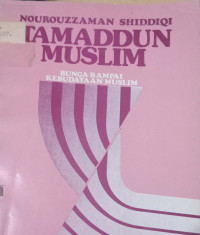 NOUROUZZAMAN SHIDDIQI
TAMADDUN
MUSLIM
BUNGA RAMPAI
KEBUDAYAAN MUSLIM